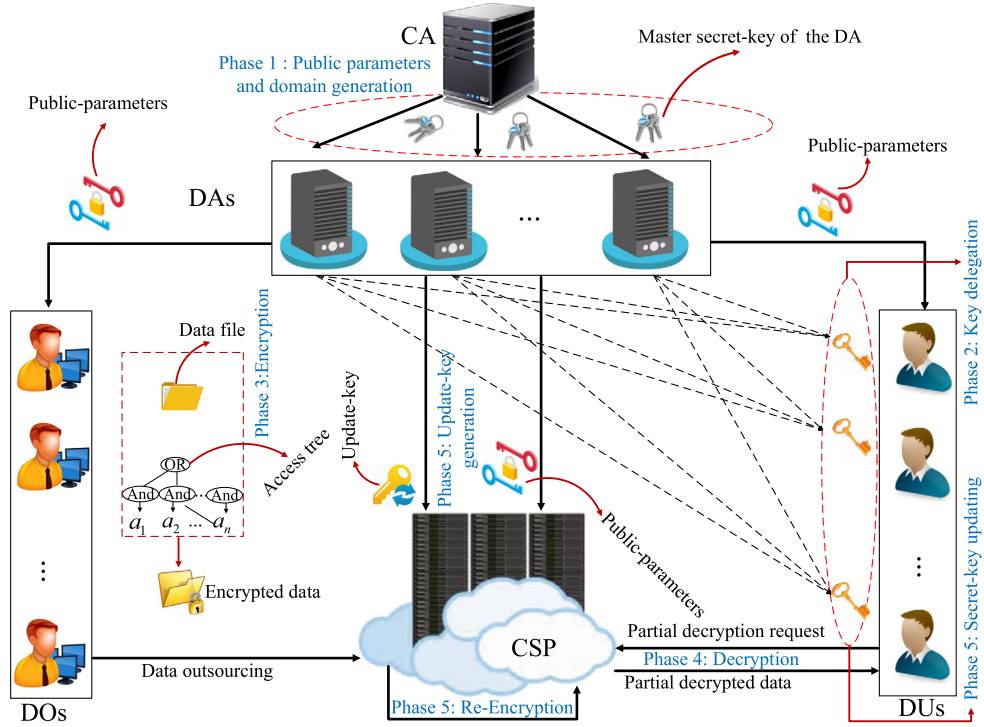 CA
Master secret-key of the DA
Phase 1 : Public parameters
and domain generation
Public-parameters
Public-parameters
DAs
...
Phase 2: Key delegation
Data file
Phase 3:Encryption
Access tree
OR
And
And
...
And
a1
a2
...
an
Encrypted data
Update-key
Phase 5: Update-key
generation
Public-parameters
Phase 5: Secret-key updating
...
...
CSP
Partial decryption request
Phase 4: Decryption
Partial decrypted data
Data outsourcing
Phase 5: Re-Encryption
DOs
DUs